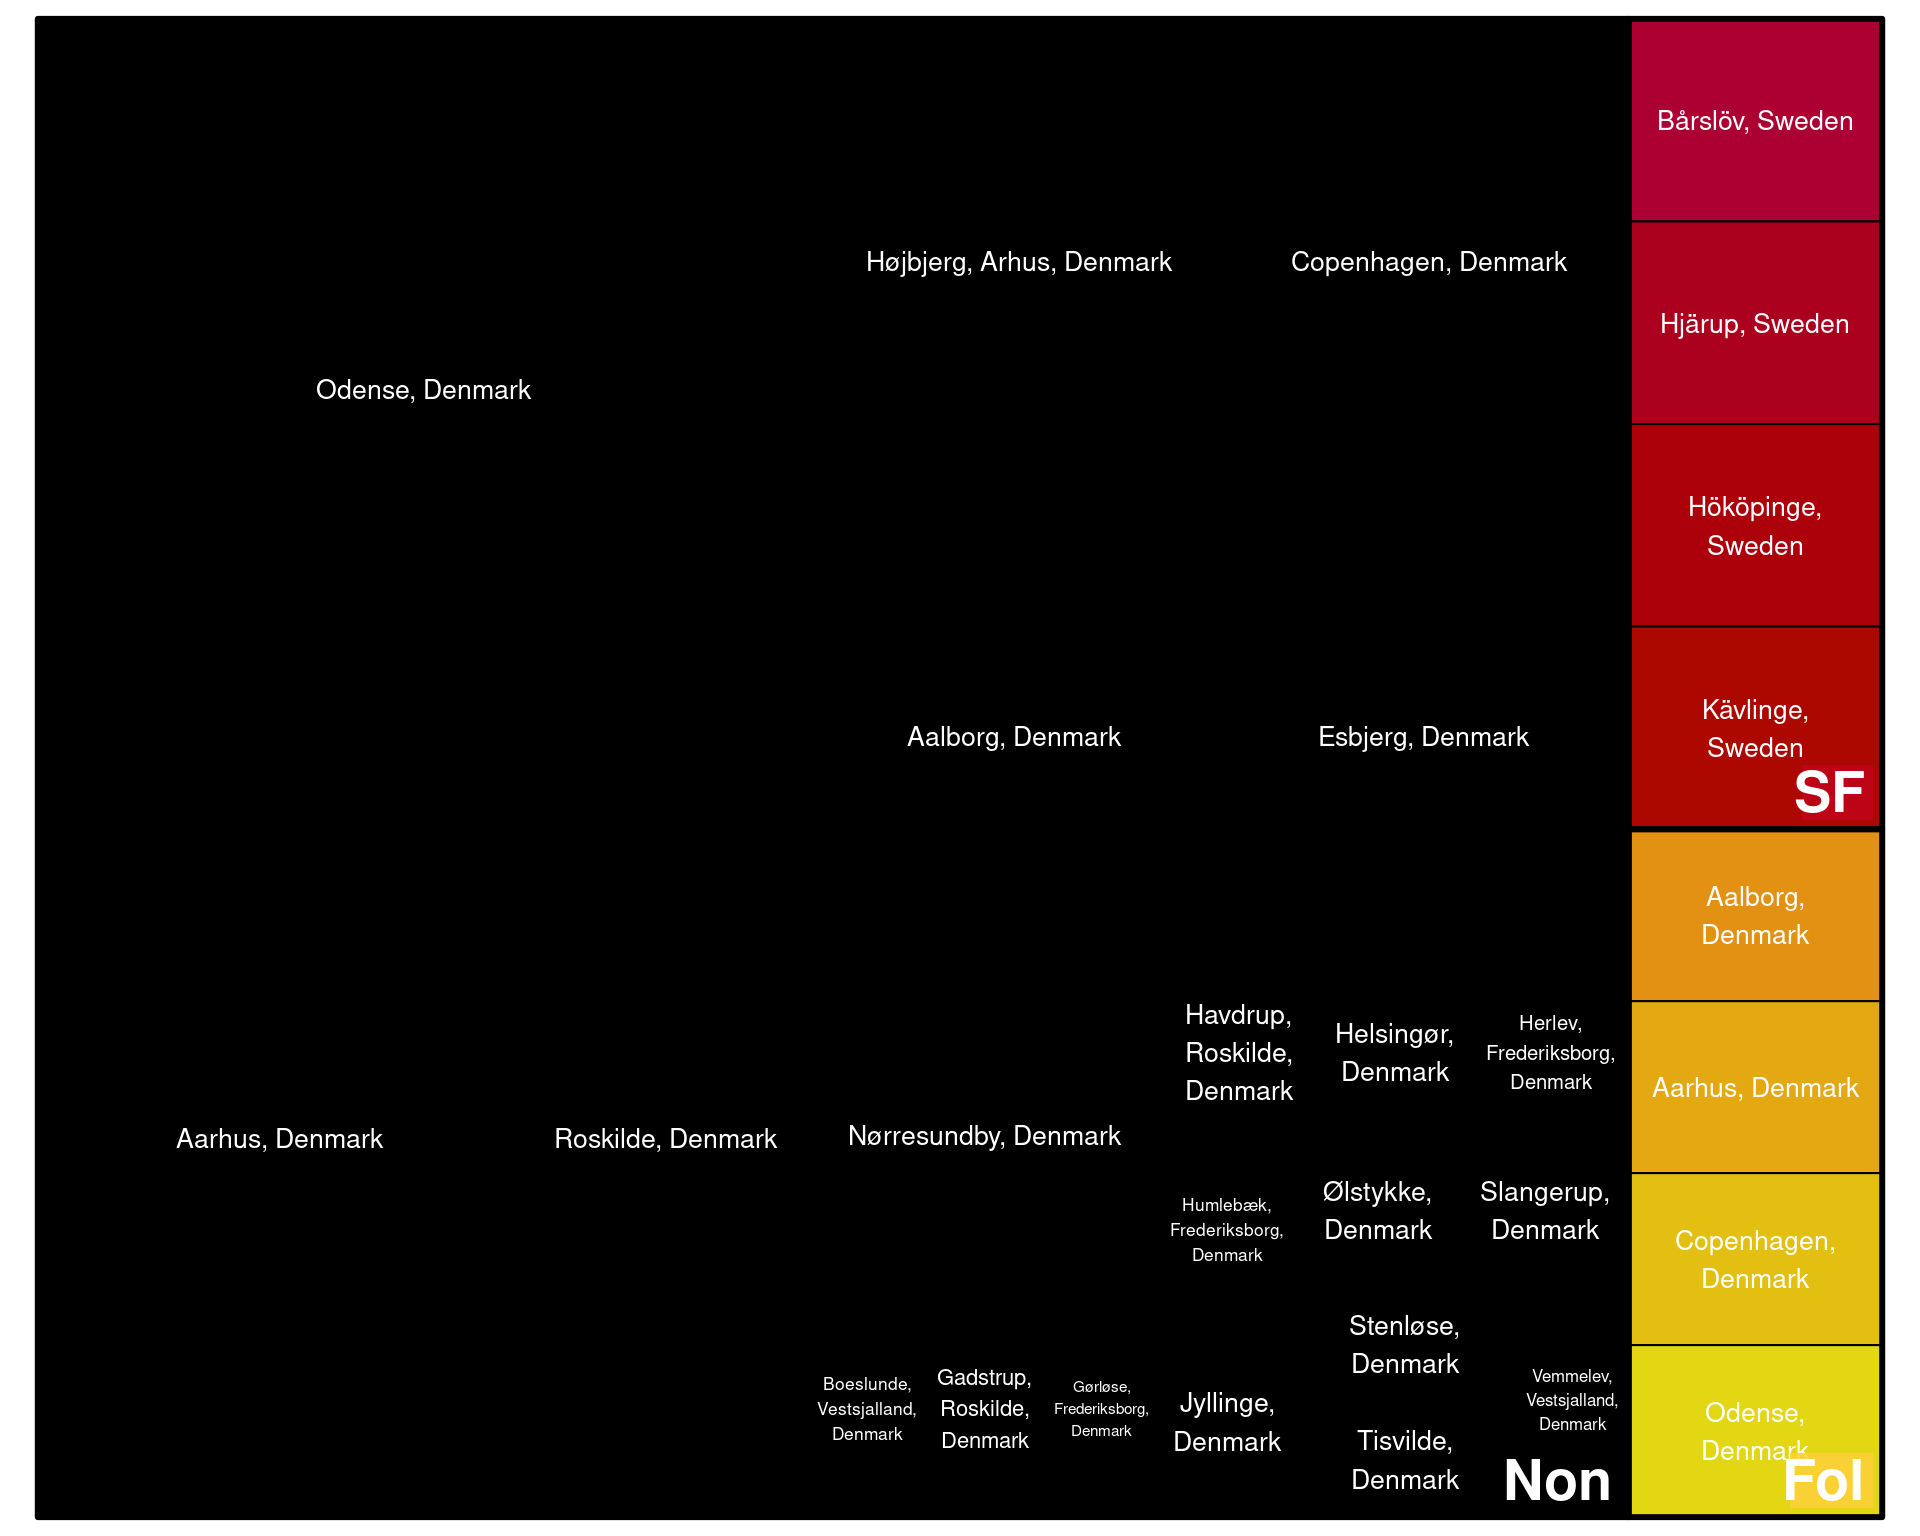 Odense, Denmark
Højbjerg, Arhus, Denmark
Copenhagen, Denmark
Aalborg, Denmark
Esbjerg, Denmark
Aarhus, Denmark
Roskilde, Denmark
Nørresundby, Denmark
Havdrup,
Roskilde,
Denmark
Helsingør,
Denmark
Herlev,
Frederiksborg,
Denmark
Humlebæk,
Frederiksborg,
Denmark
Ølstykke,
Denmark
Slangerup,
Denmark
Boeslunde,
Vestsjalland,
Denmark
Gadstrup,
Roskilde,
Denmark
Gørløse,
Frederiksborg,
Denmark
Jyllinge,
Denmark
Stenløse,
Denmark
Tisvilde,
Denmark
Vemmelev,
Vestsjalland,
Denmark
Non
Bårslöv, Sweden
Hjärup, Sweden
Hököpinge,
Sweden
Kävlinge,
Sweden
SF
Aalborg,
Denmark
Aarhus, Denmark
Copenhagen,
Denmark
Odense,
Denmark
Fol